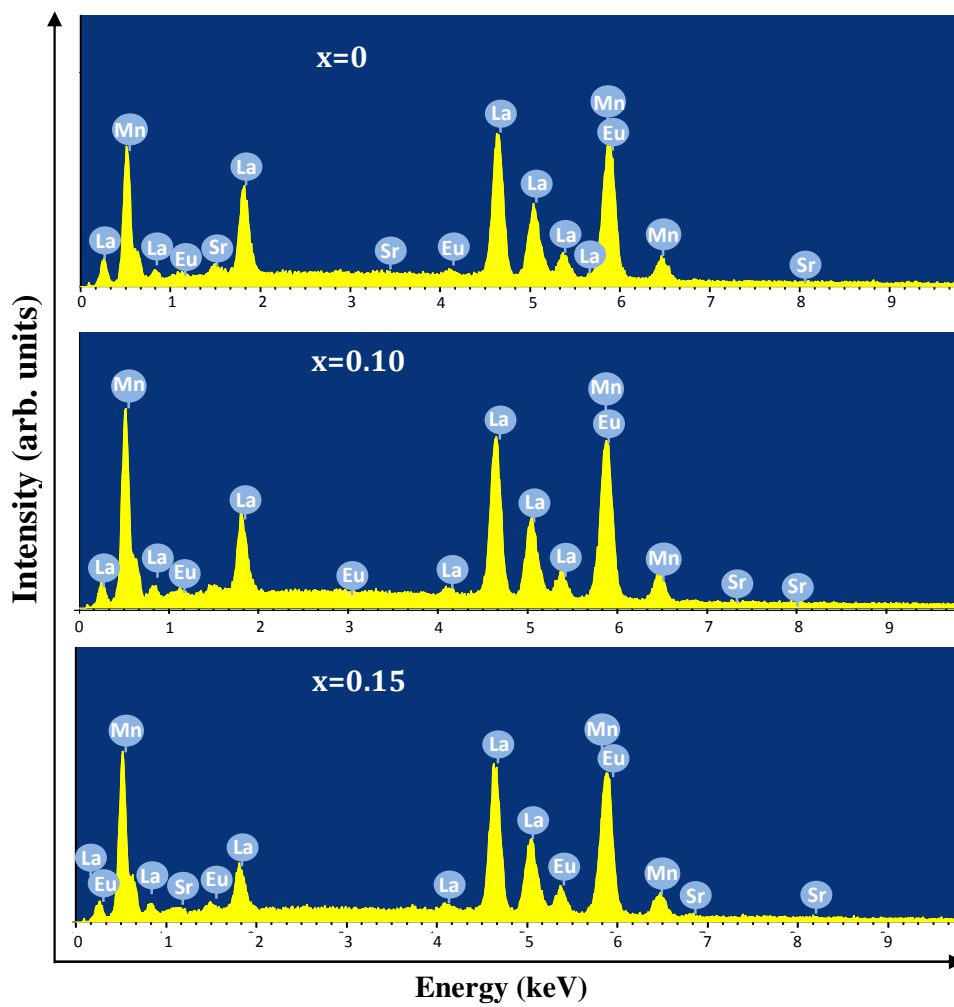 Intensity (arb. units)
x=0
Mn
Mn
Eu
La
La
La
La
La
Eu
Sr
Sr
Eu
La
La
Mn
Sr
0 1 2 3 4 5 6 7 8 9
x=0.10
Mn
Mn
La
Eu
La
La
La
La
Eu
Eu
La
La
Mn
Sr
Sr
0 1 2 3 4 5 6 7 8 9
x=0.15
Mn
Mn
La
Eu
La
La
La
Eu
La
Sr
Eu
La
Eu
Mn
Sr
Sr
0 1 2 3 4 5 6 7 8 9
Energy (keV)